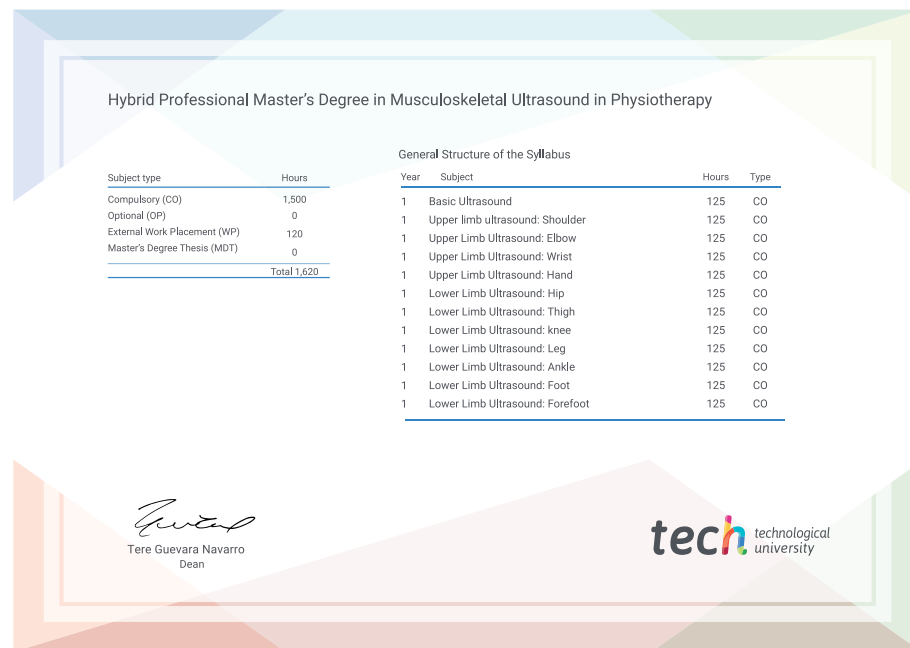 Hybrid Professional Master's Degree in Musculoskeletal Ultrasound in Physiotherapy
Subject type Hours
Compulsory (CO) 1,500
Optional (OP) 0
External Work Placement (WP) 120
Master's Degree Thesis (MDT) 0
Total 1,620
General Structure of the Syllabus
Year Subject Hours Type
1 Basic Ultrasound 125 CO
1 Upper limb ultrasound: Shoulder 125 CO
1 Upper Limb Ultrasound: Elbow 125 CO
1 Upper Limb Ultrasound: Wrist 125 CO
1 Upper Limb Ultrasound: Hand 125 CO
1 Lower Limb Ultrasound: Hip 125 CO
1 Lower Limb Ultrasound: Thigh 125 CO
1 Lower Limb Ultrasound: knee 125 CO
1 Lower Limb Ultrasound: Leg 125 CO
1 Lower Limb Ultrasound: Ankle 125 CO
1 Lower Limb Ultrasound: Foot 125 CO
1 Lower Limb Ultrasound: Forefoot 125 CO
Tere Guevara Navarro
Dean
tech technological
university